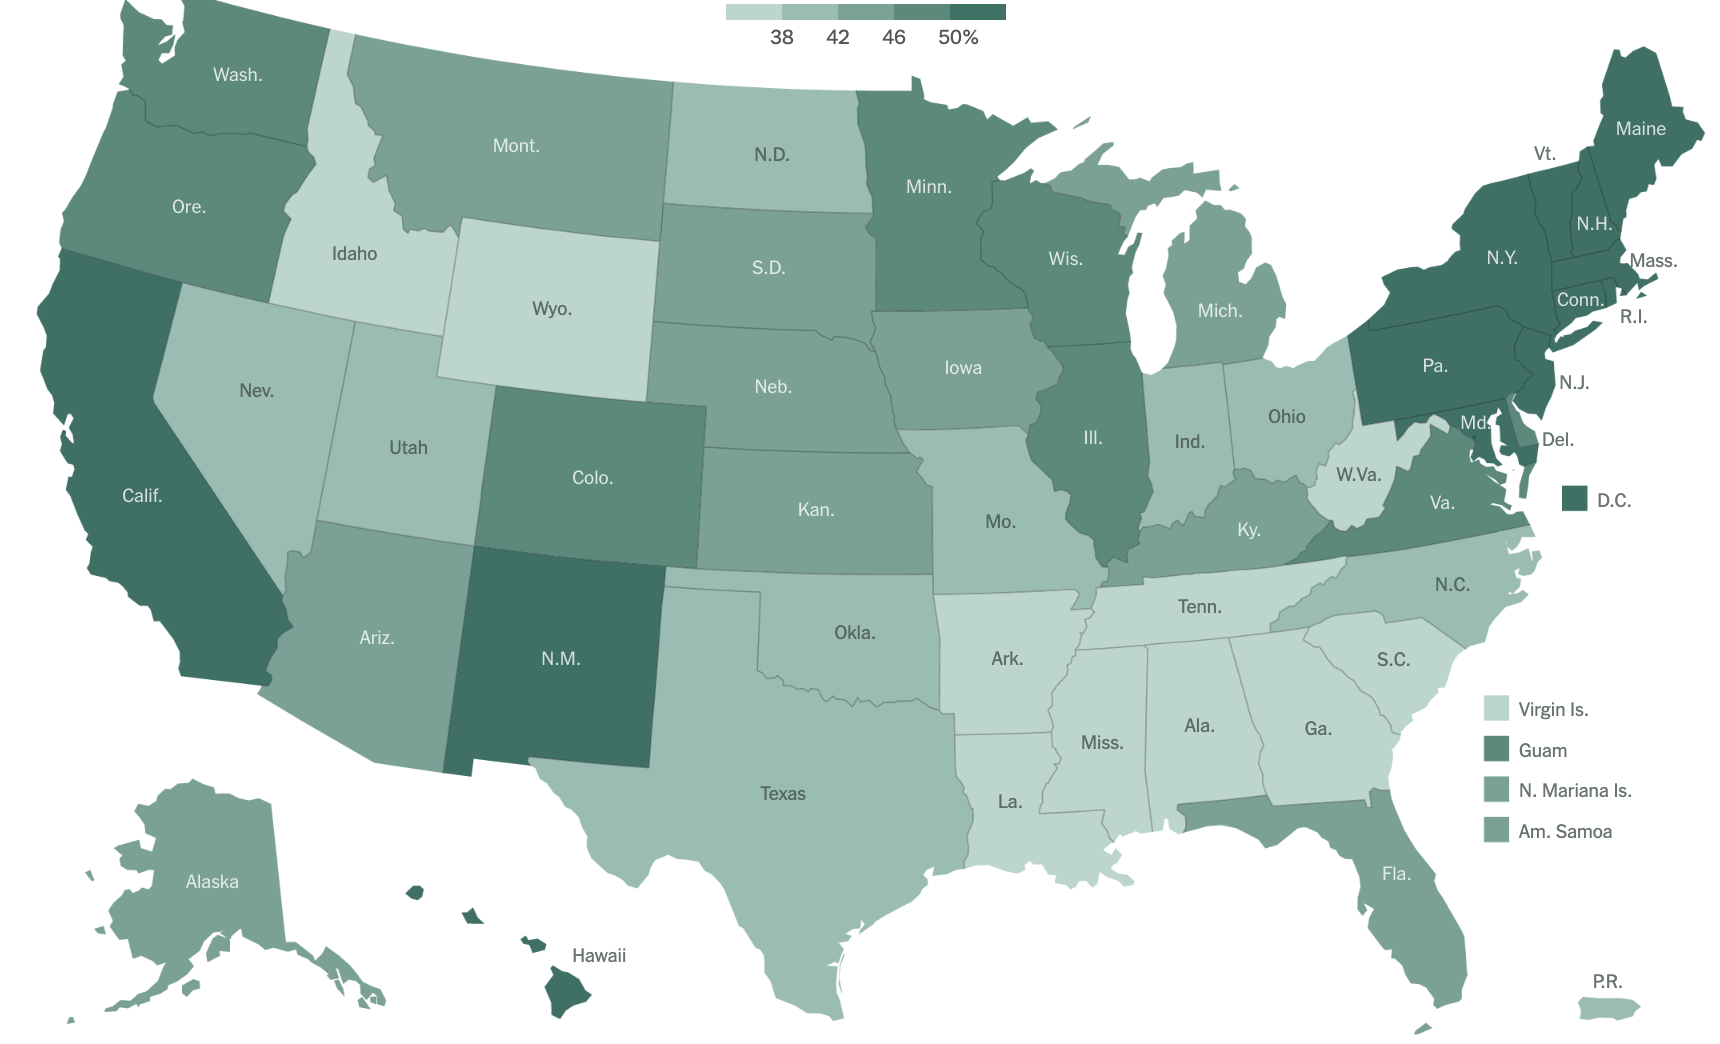 38 42 46 50%
Wash.
Maine
Mont.
Vt.
N.D.
Minn.
Ore.
N.H.
Idaho
S.D.
Wis.
N.Y.
Mass.
Wyo.
Mich.
Conn.
R.I.
Iowa
Pa.
Nev.
Neb.
N.J.
Utah
Ill.
Ind.
Ohio
Md.
Del.
Colo.
W.Va.
Calif.
Kan.
Mo.
Ky.
Va.
D.C.
N.C.
Tenn.
Ariz.
N.M.
Okla.
Ark.
S.C.
Miss.
Ala.
Ga.
Virgin Is.
Guam
Texas
La.
N. Mariana Is.
Am. Samoa
Alaska
Fla.
Hawaii
P.R.